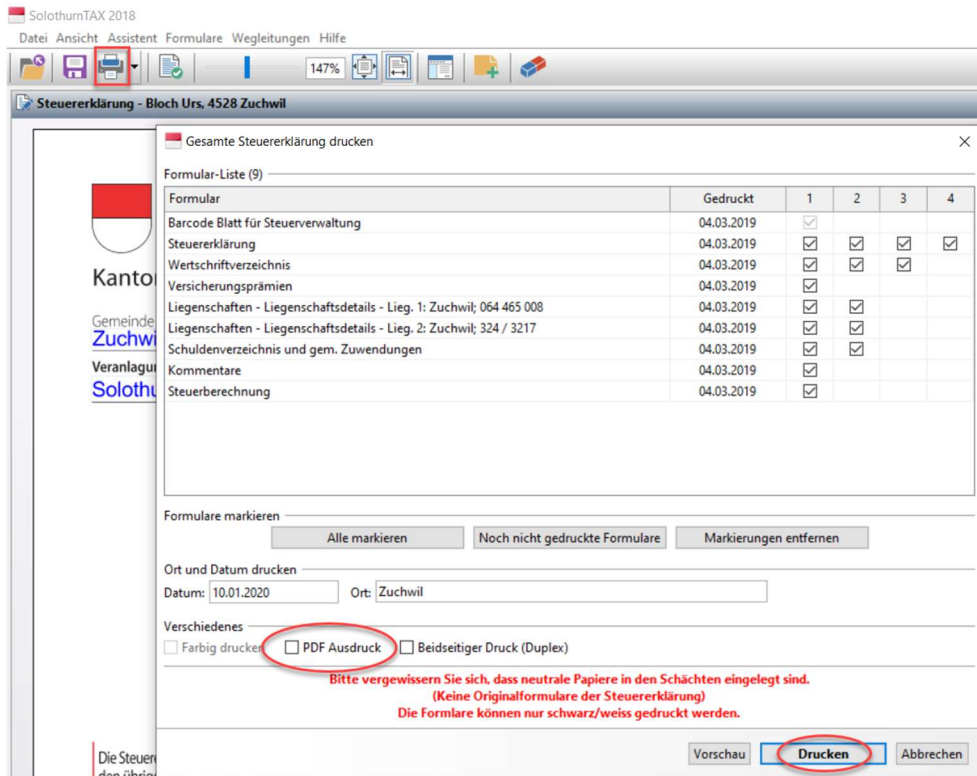 SolothurnTAX 2018
Datei Ansicht Assistent Formulare Wegleitungen Hilfe
147%
Steuererklärung - Bloch Urs, 4528 Zuchwil
Gesamte Steuererklärung drucken
Formular-Liste (9)
Formular Gedruckt 1 2 3 4
Barcode Blatt für Steuerverwaltung 04.03.2019
Steuererklärung 04.03.2019
Wertschriftverzeichnis 04.03.2019
Versicherungsprämien 04.03.2019
Liegenschaften - Liegenschaftsdetails - Lieg. 1: Zuchwil; 064 465 008 04.03.2019
Liegenschaften - Liegenschaftsdetails - Lieg. 2: Zuchwil; 324 / 3217 04.03.2019
Schuldenverzeichnis und gem. Zuwendungen 04.03.2019
Kommentare 04.03.2019
Steuerberechnung 04.03.2019
Kanto
Gemeinde
Zuchwi
Veranlagu
Soloth
Formulare markieren
Alle markieren Noch nicht gedruckte Formulare Markierungen entfernen
Ort und Datum drucken
Datum: 10.01.2020 Ort: Zuchwil
Verschiedenes
Farbig drucken PDF Ausdruck Beidseitiger Druck (Duplex)
Bitte vergewissern Sie sich, dass neutrale Papiere in den Schächten eingelegt sind.
(Keine Originalformulare der Steuererklärung)
Die Formlare können nur schwarz/weiss gedruckt werden.
Vorschau Drucken Abbrechen
Die Steuere